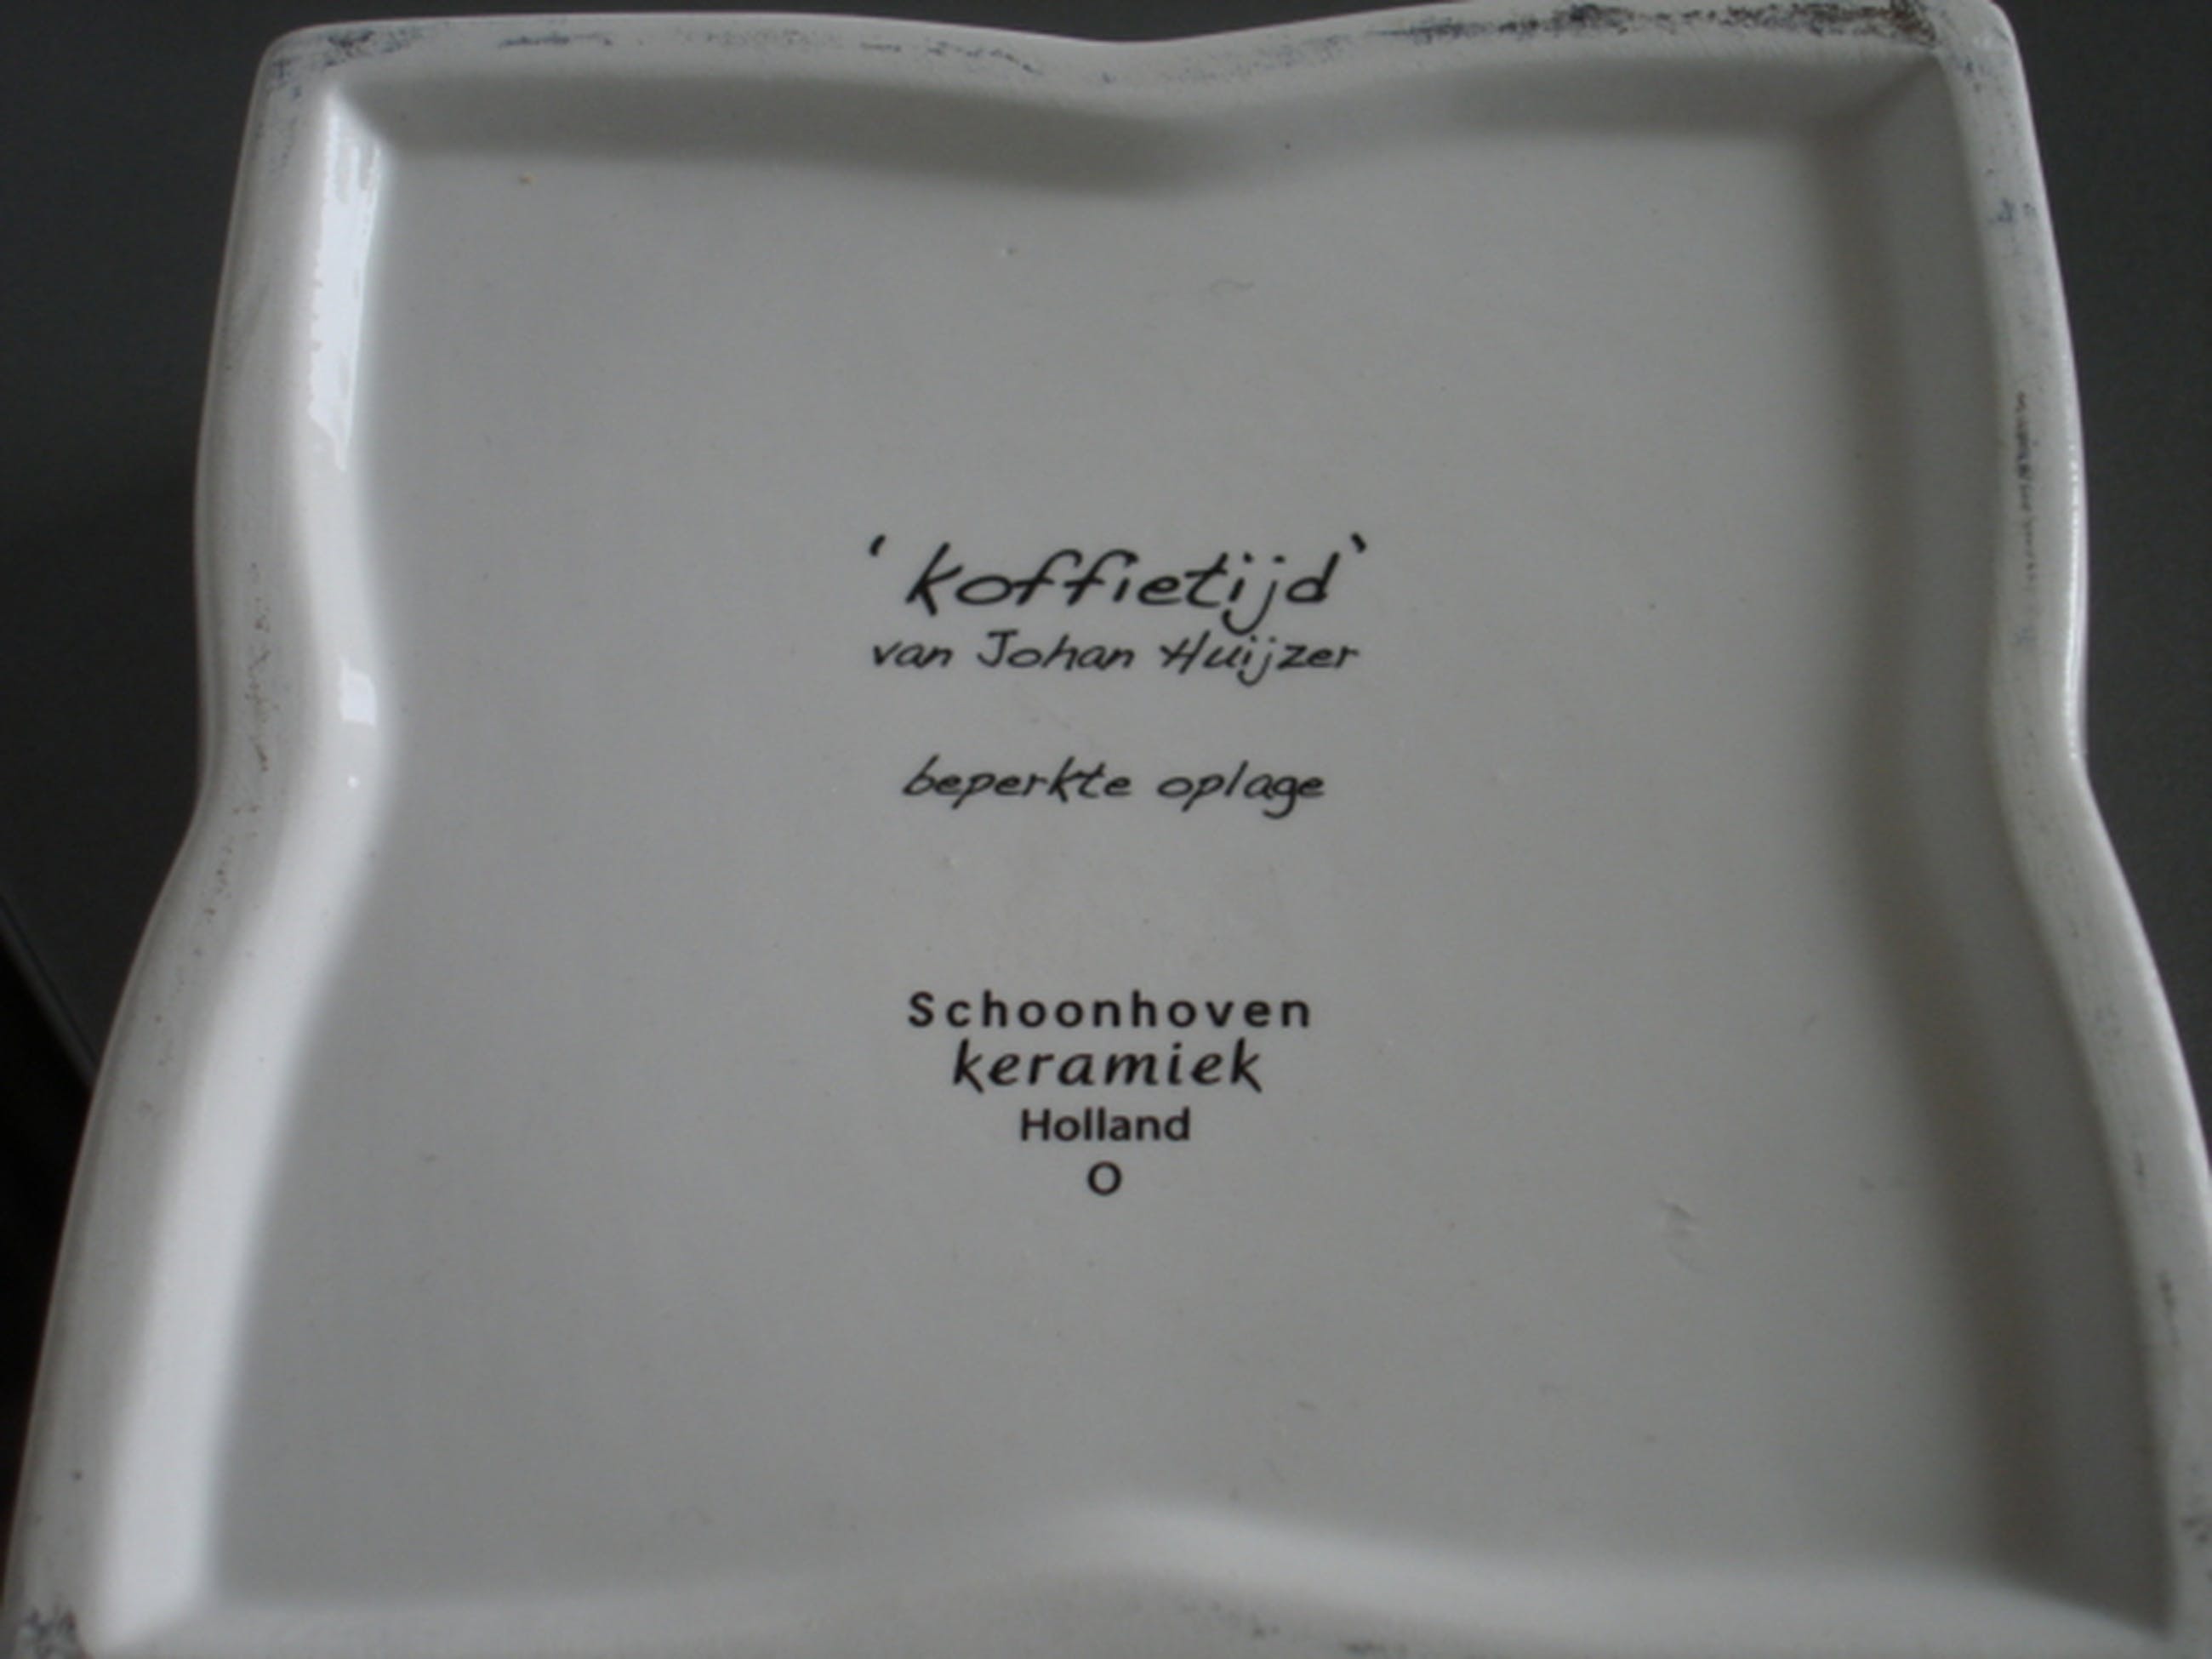 ‘koffietijd‵
van Johan Huijzer
beperkte oplage
Schoonhoven
keramiek
Holland
O